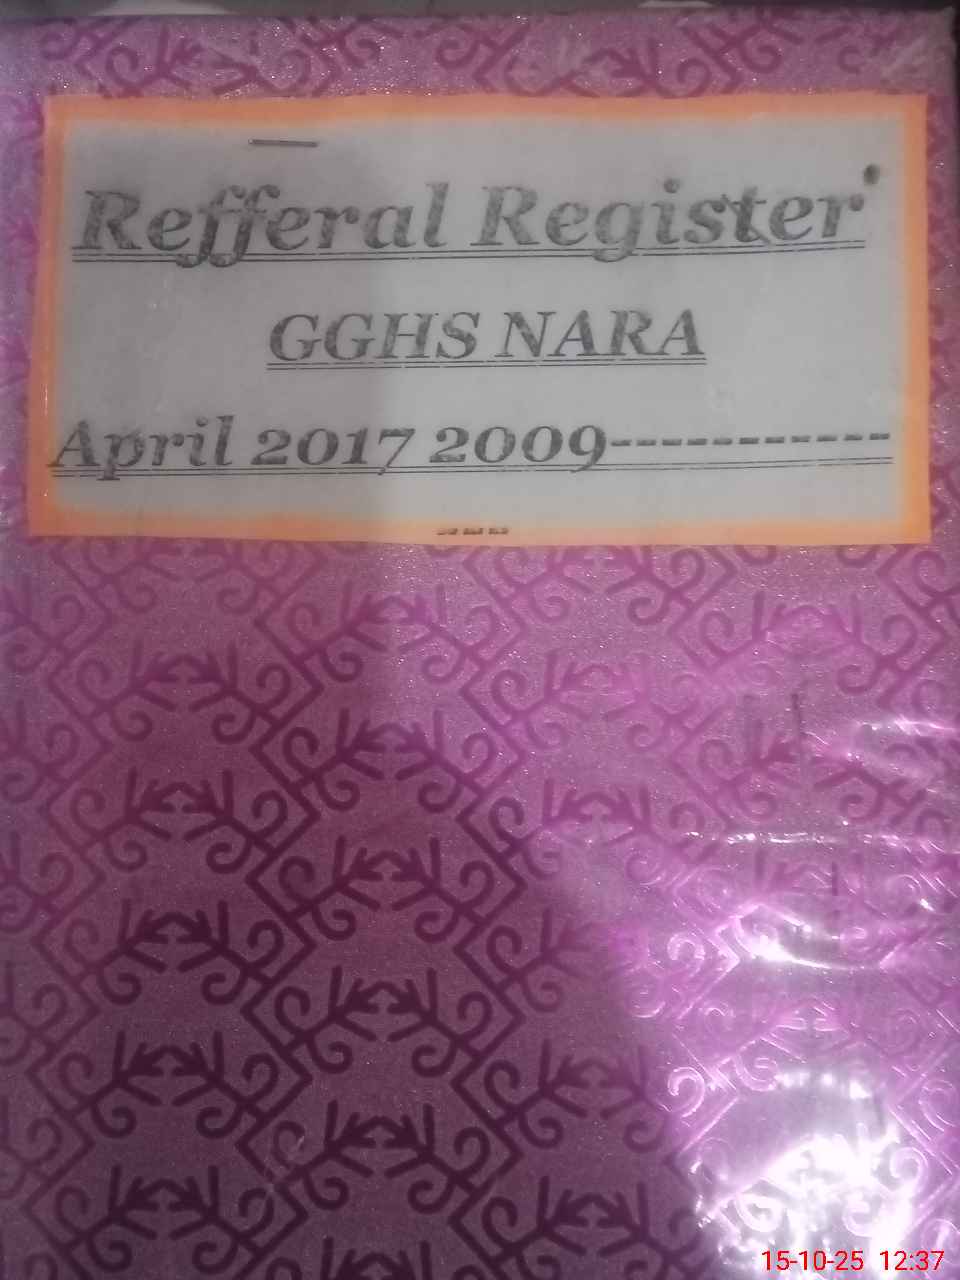 Refferal Register
GGHS NARA
April 2017 2009-----------
15-10-25 12:37